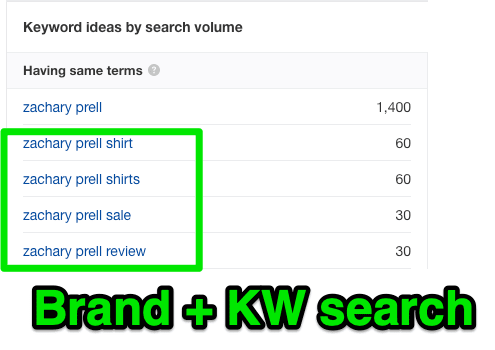 Keyword ideas by search volume
Having same terms ?
zachary prell 1,400
zachary prell shirt 60
zachary prell shirts 60
zachary prell sale 30
zachary prell review 30
Brand + KW search